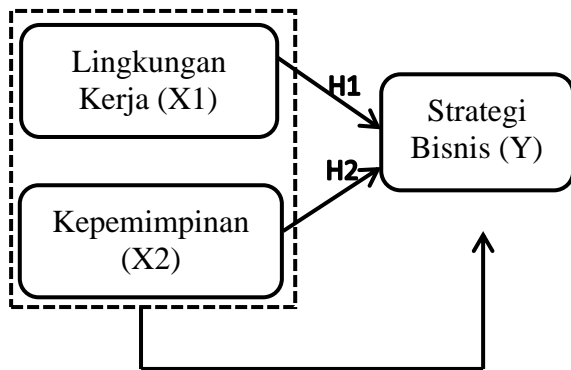 Lingkungan
Kerja (X1)
H1
Strategi
Bisnis (Y)
H2
Kepemimpinan
(X2)